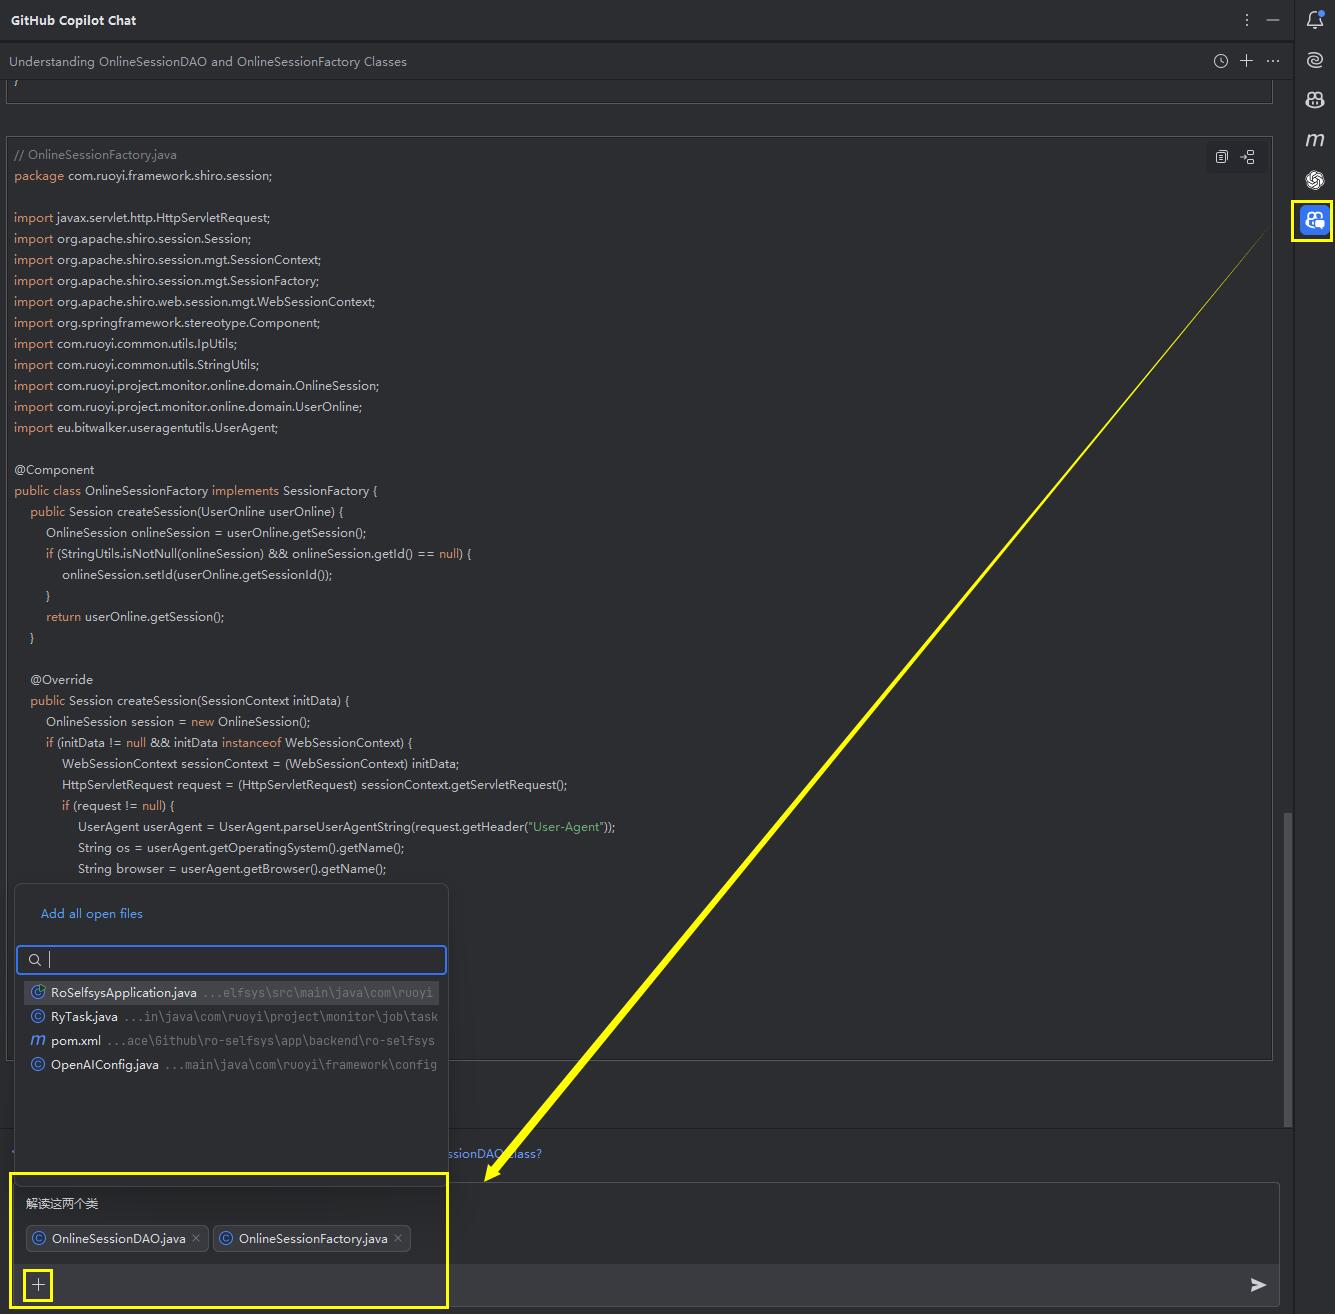 GitHub Copilot Chat
Understanding OnlineSessionDAO and OnlineSessionFactory Classes
}
// OnlineSessionFactory.java
package com.ruoyi.framework.shiro.session;
import javax.servlet.http.HttpServletRequest;
import org.apache.shiro.session.Session;
import org.apache.shiro.session.mgt.SessionContext;
import org.apache.shiro.session.mgt.SessionFactory;
import org.apache.shiro.web.session.mgt.WebSessionContext;
import org.springframework.stereotype.Component;
import com.ruoyi.common.utils.IpUtils;
import com.ruoyi.common.utils.StringUtils;
import com.ruoyi.project.monitor.online.domain.OnlineSession;
import com.ruoyi.project.monitor.online.domain.UserOnline;
import eu.bitwalker.useragentutils.UserAgent;
@Component
public class OnlineSessionFactory implements SessionFactory {
public Session createSession(UserOnline userOnline) {
OnlineSession onlineSession = userOnline.getSession();
if (StringUtils.isNotNull(onlineSession) && onlineSession.getId() == null) {
onlineSession.setId(userOnline.getSessionId());
}
return userOnline.getSession();
}
@Override
public Session createSession(SessionContext initData) {
OnlineSession session = new OnlineSession();
if (initData != null && initData instanceof WebSessionContext) {
WebSessionContext sessionContext = (WebSessionContext) initData;
HttpServletRequest request = (HttpServletRequest) sessionContext.getServletRequest();
if (request != null) {
UserAgent userAgent = UserAgent.parseUserAgentString(request.getHeader("User-Agent"));
String os = userAgent.getOperatingSystem().getName();
String browser = userAgent.getBrowser().getName();
Add all open files
RoSelfsysApplication.java ...elfsys\src\main\java\com\ruoyi
RyTask.java ...in\java\com\ruoyi\project\monitor\job\task
m pom.xml ...ace\Github\ro-selfsys\app\backend\ro-selfsys
OpenAIConfig.java ...main\java\com\ruoyi\framework\config
ssionDAO class?
解读这两个类
OnlineSessionDAO.java × OnlineSessionFactory.java ×